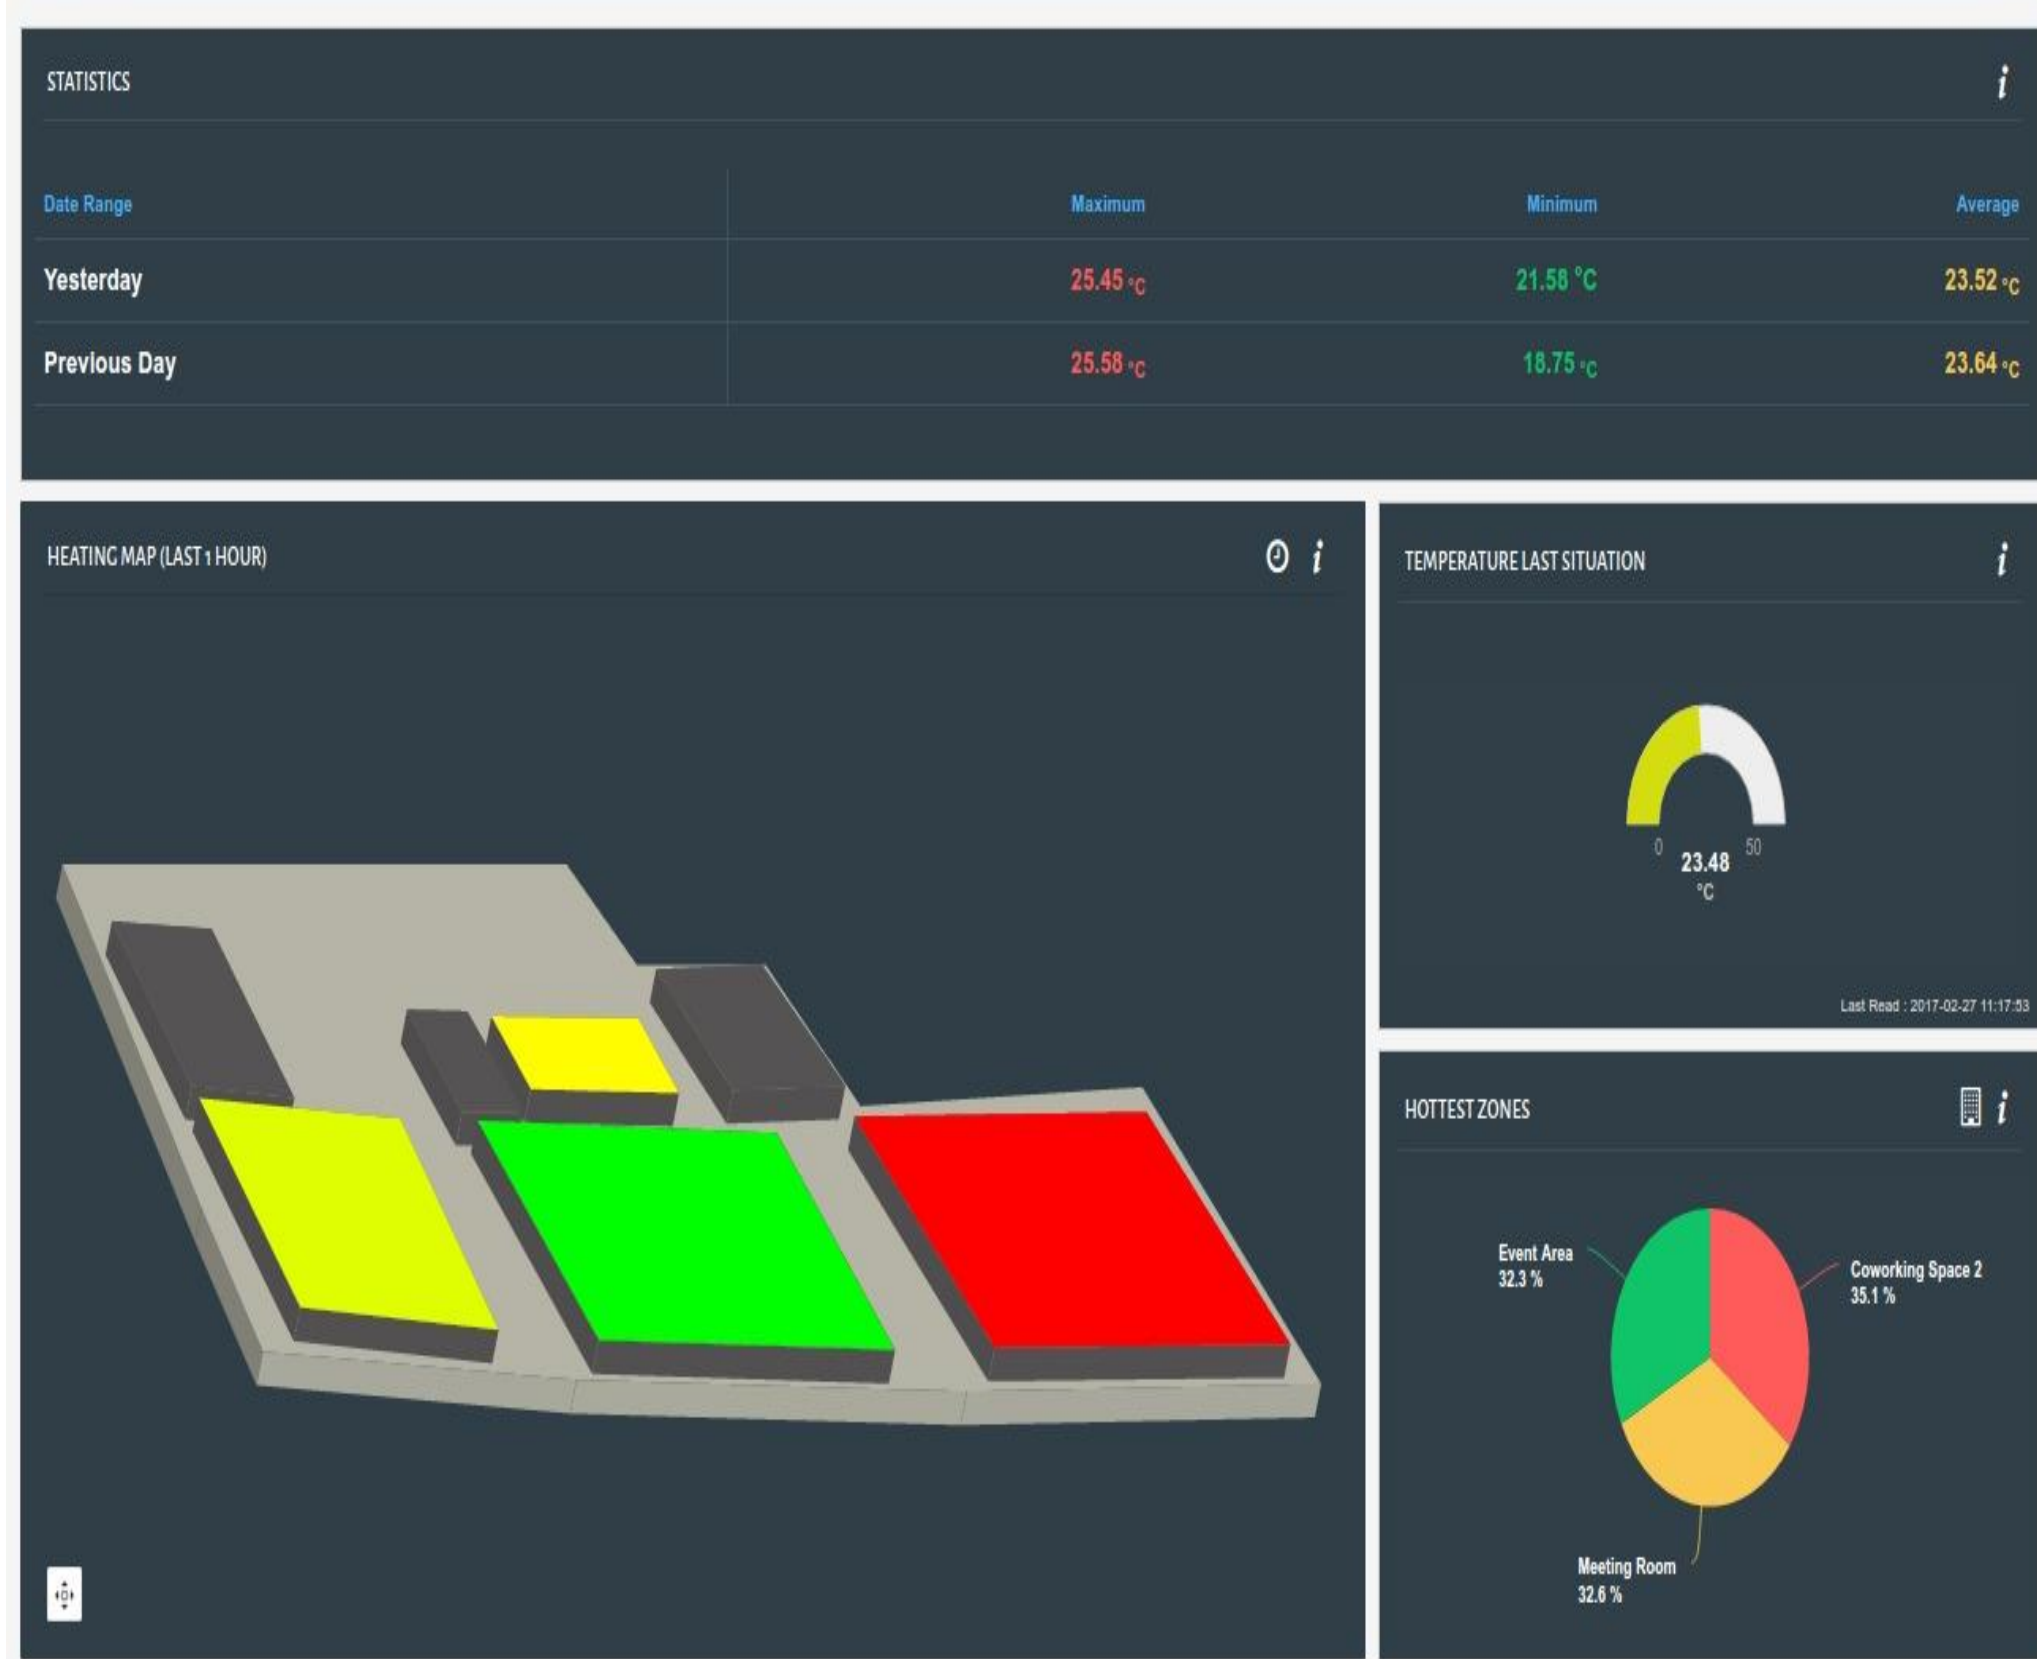 STATISTICS i
Date Range Maximum Minimum Average
Yesterday 25.45 °C 21.58 °C 23.52 °C
Previous Day 25.58 °C 18.75 °C 23.64 °C
HEATING MAP (LAST 1 HOUR) i
TEMPERATURE LAST SITUATION i
0 50
23.48
°C
Last Read : 2017-02-27 11:17:53
HOTTEST ZONES i
Event Area
32.3 %
Coworking Space 2
35.1 %
Meeting Room
32.6 %